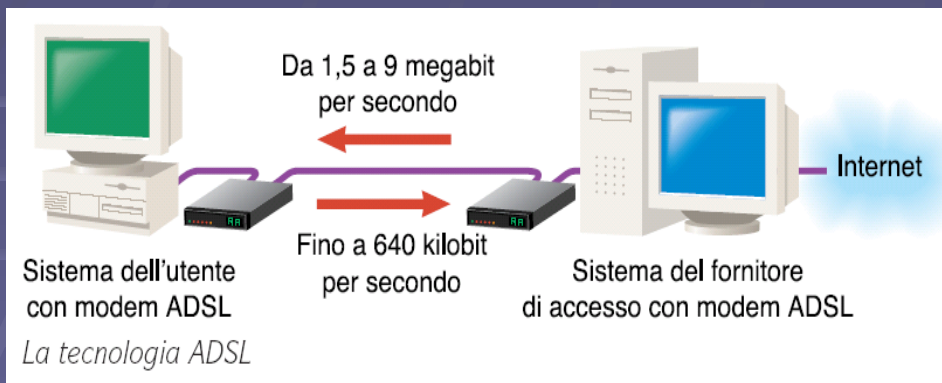 Da 1,5 a 9 megabit
per secondo
Internet
Fino a 640 kilobit
per secondo
Sistema dell'utente
con modem ADSL
Sistema del fornitore
di accesso con modem ADSL
La tecnologia ADSL